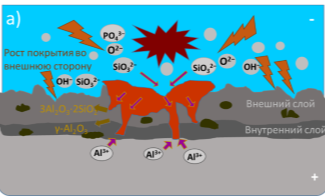 а)
-
PO₄³⁻
O²⁻
Рост покрытия во
внешнюю сторону
SiO₃²⁻
SiO₃²⁻
O²⁻
OH⁻
SiO₃²⁻
OH⁻
3Al₂O₃·2SiO₂
Внешний слой
γ-Al₂O₃
Внутренний слой
Al³⁺
Al³⁺
Al³⁺
+